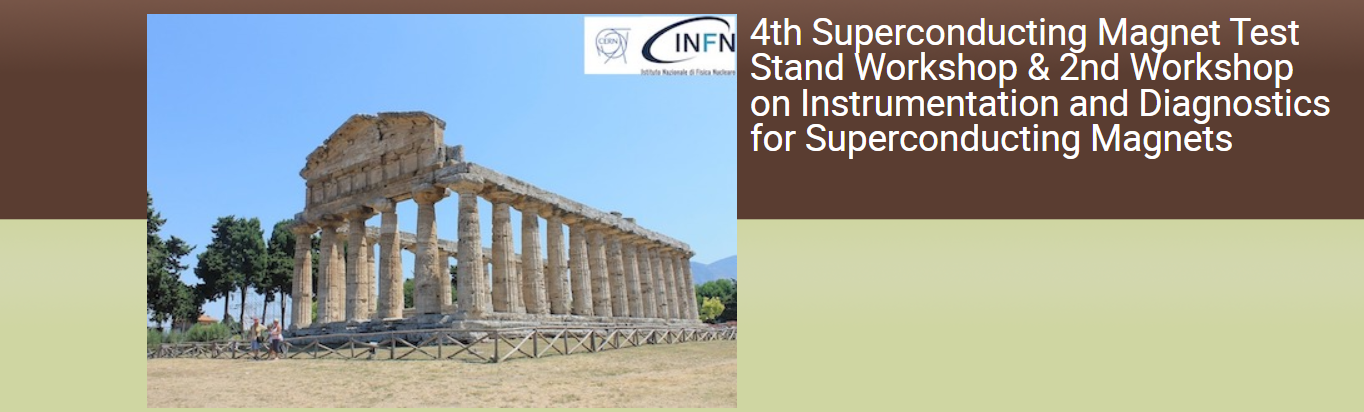 CERN
INFN
Istituto Nazionale di Fisica Nucleare
4th Superconducting Magnet Test
Stand Workshop & 2nd Workshop
on Instrumentation and Diagnostics
for Superconducting Magnets